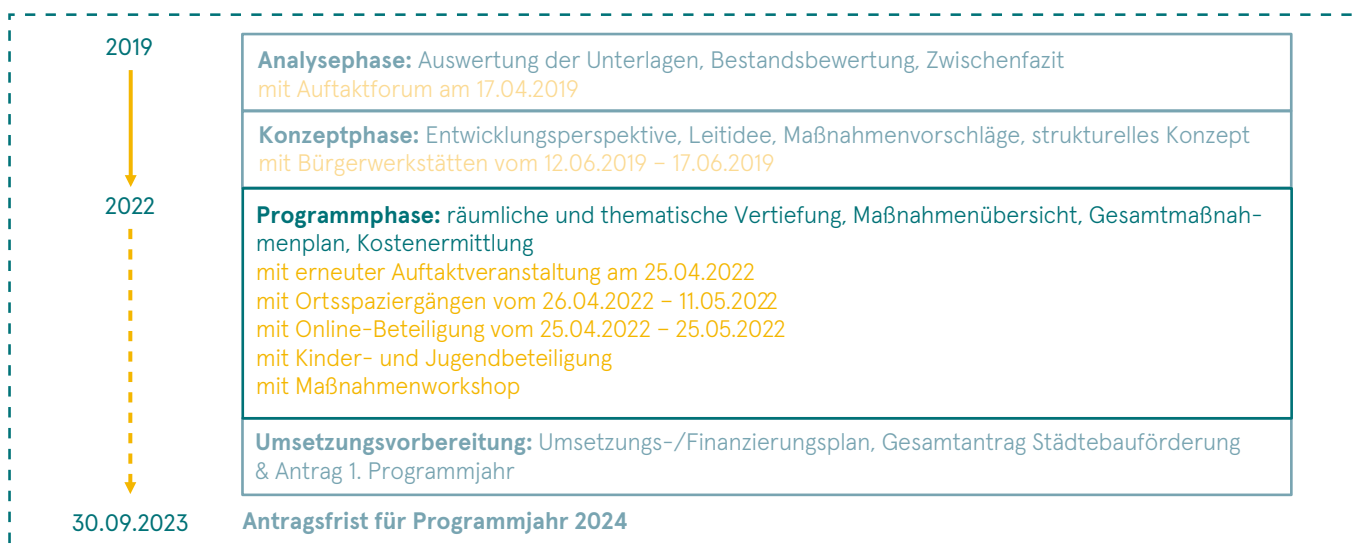 2019
Analysephase: Auswertung der Unterlagen, Bestandsbewertung, Zwischenfazit
mit Auftaktforum am 17.04.2019
Konzeptphase: Entwicklungsperspektive, Leitidee, Maßnahmenvorschläge, strukturelles Konzept
mit Bürgerwerkstätten vom 12.06.2019 – 17.06.2019
2022
Programmphase: räumliche und thematische Vertiefung, Maßnahmenübersicht, Gesamtmaßnah-
menplan, Kostenermittlung
mit erneuter Auftaktveranstaltung am 25.04.2022
mit Ortsspaziergängen vom 26.04.2022 – 11.05.2022
mit Online-Beteiligung vom 25.04.2022 – 25.05.2022
mit Kinder- und Jugendbeteiligung
mit Maßnahmenworkshop
Umsetzungsvorbereitung: Umsetzungs-/Finanzierungsplan, Gesamtantrag Städtebauförderung
& Antrag 1. Programmjahr
30.09.2023 Antragsfrist für Programmjahr 2024